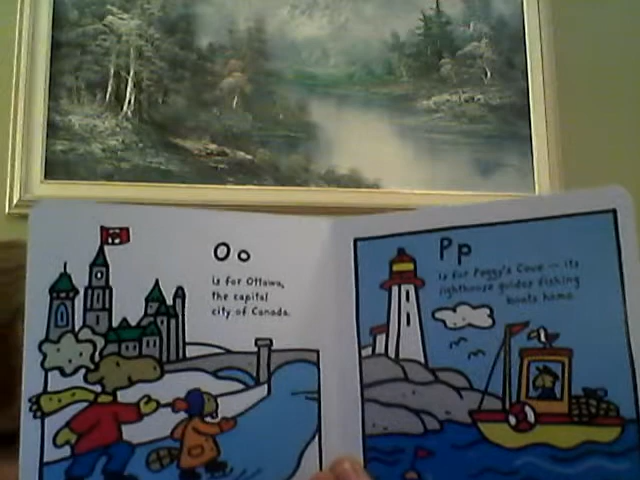 Oo
is for Ottawa,
the capital
city of Canada.
Pp
is for Peggy's Cove — its
lighthouse guides fishing
boats home.